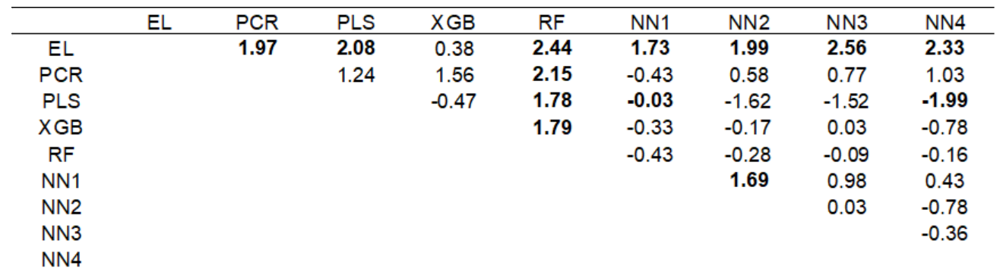 EL PCR PLS XGB RF NN1 NN2 NN3 NN4
EL 1.97 2.08 0.38 2.44 1.73 1.99 2.56 2.33
PCR 1.24 1.56 2.15 -0.43 0.58 0.77 1.03
PLS -0.47 1.78 -0.03 -1.62 -1.52 -1.99
XGB 1.79 -0.33 -0.17 0.03 -0.78
RF -0.43 -0.28 -0.09 -0.16
NN1 1.69 0.98 0.43
NN2 0.03 -0.78
NN3 -0.36
NN4